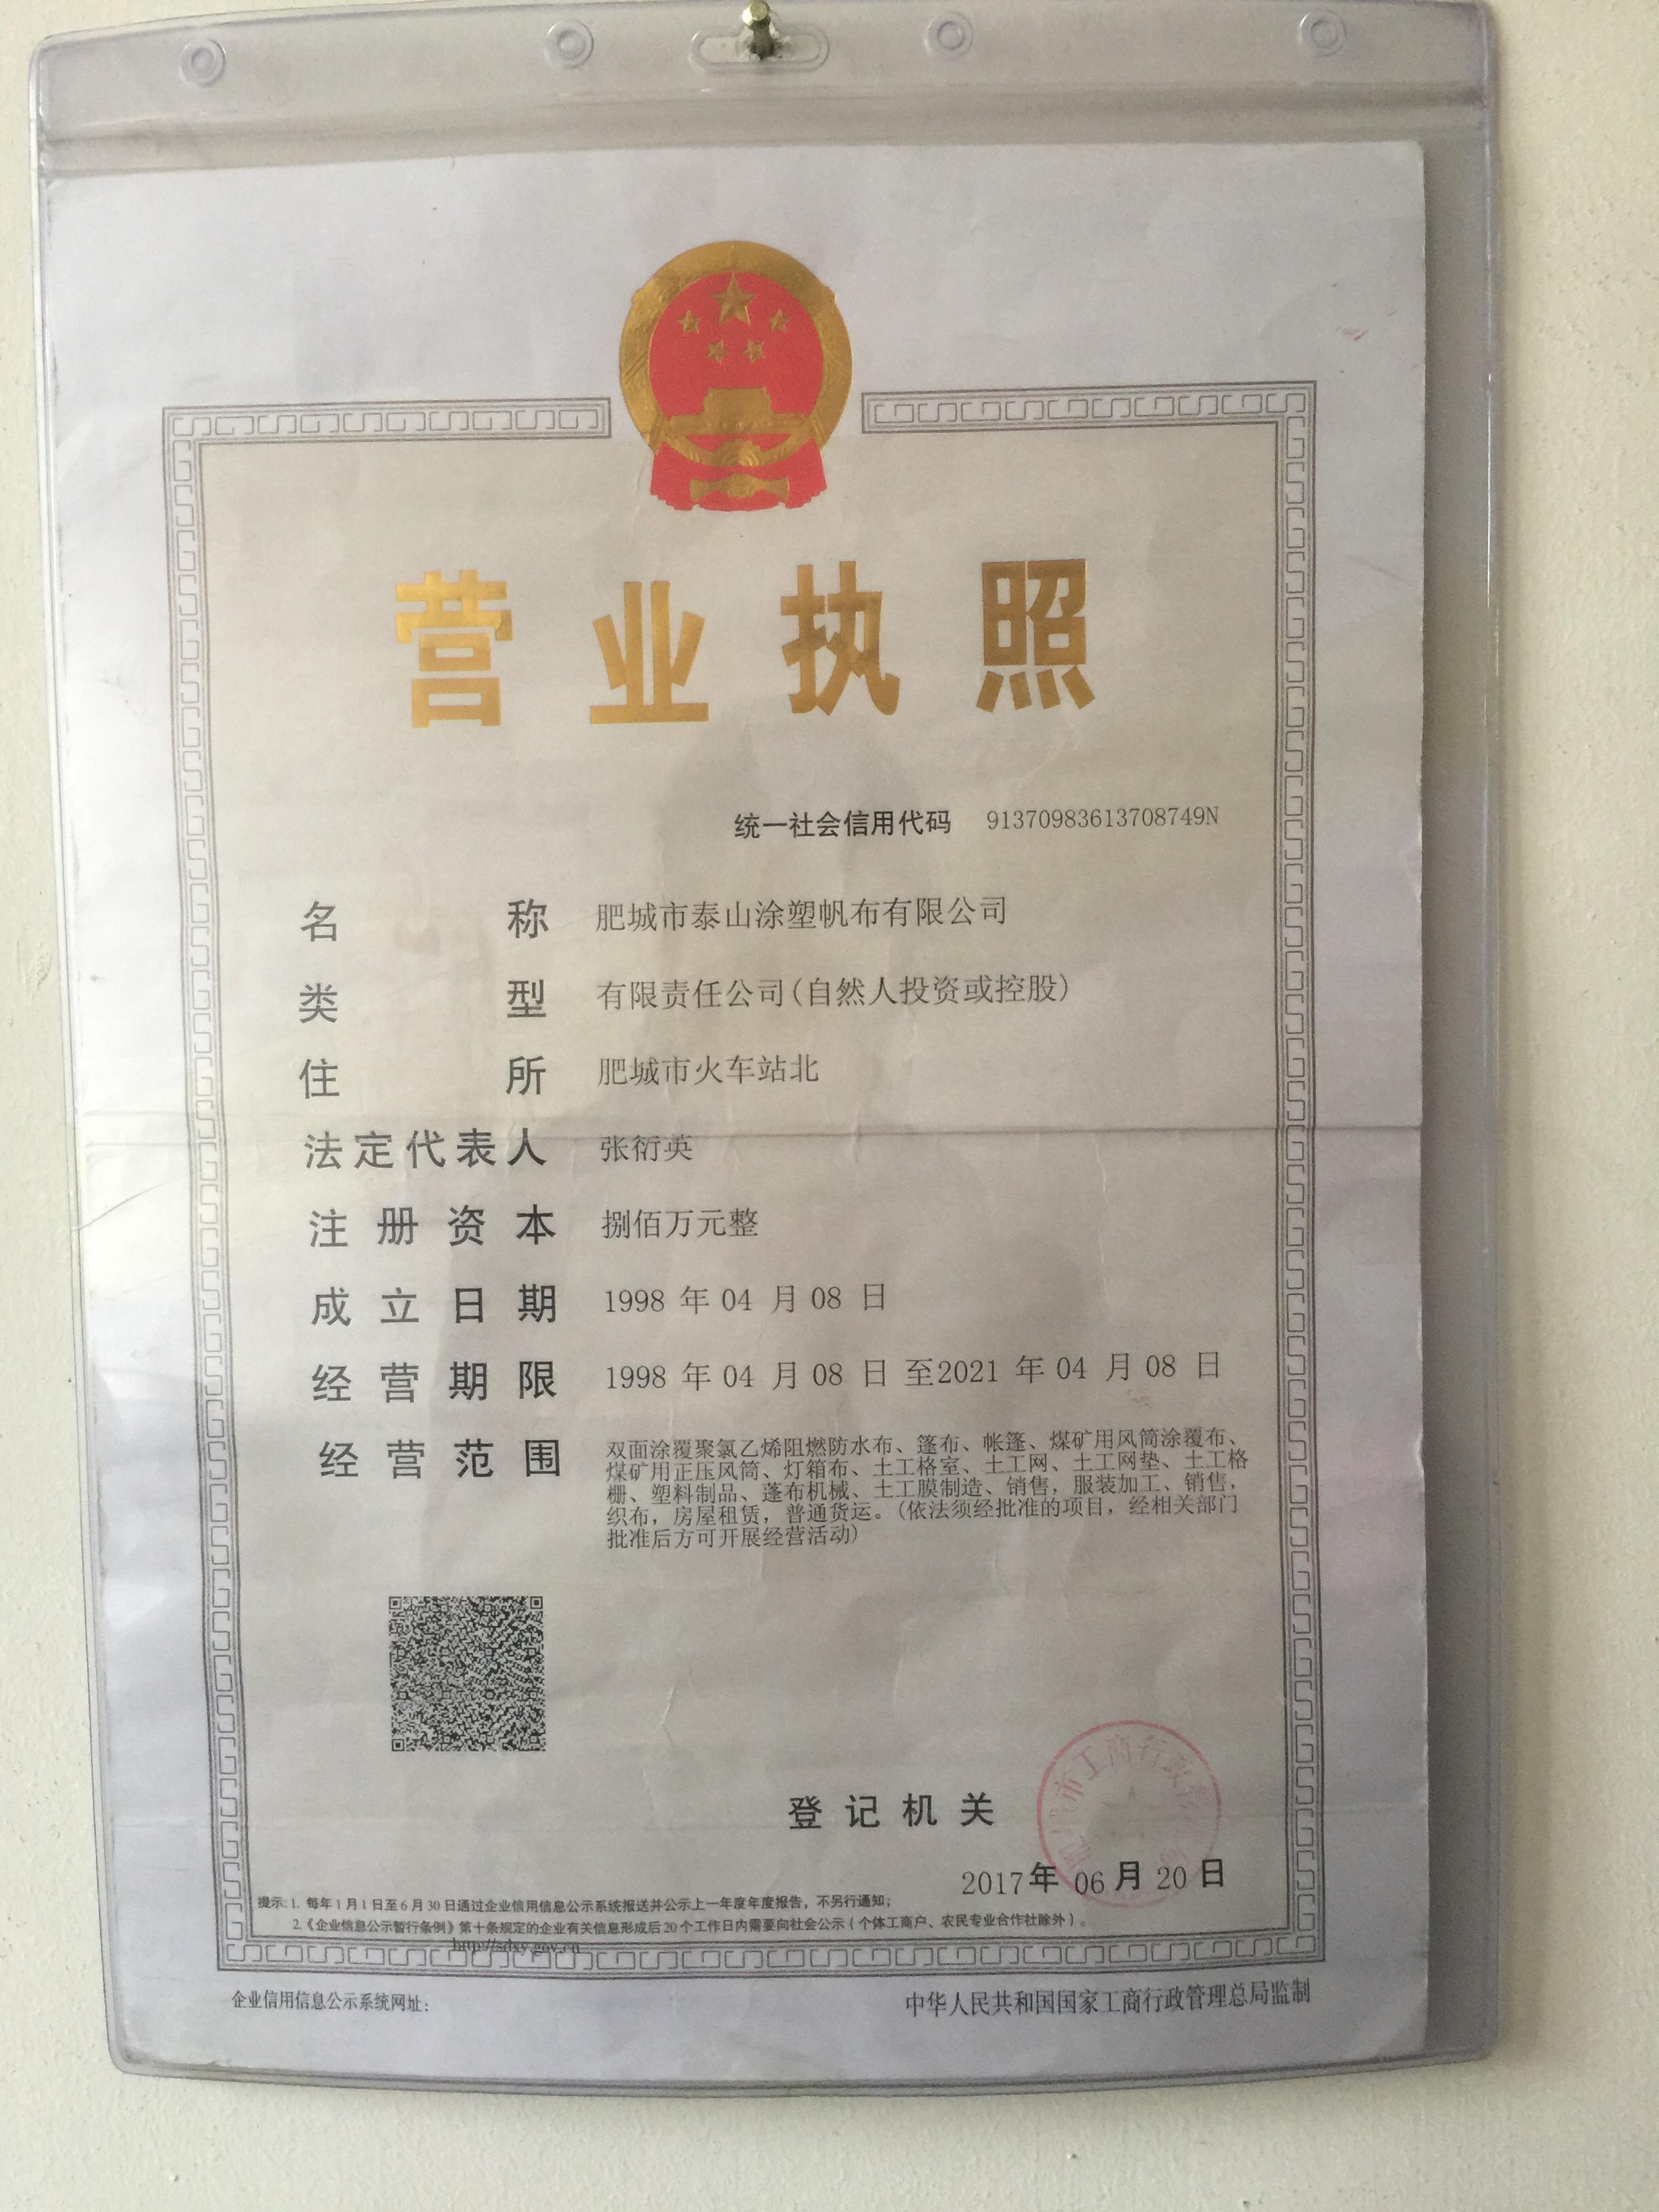 营业执照
统一社会信用代码 91370983613708749N
名称 肥城市泰山涂塑帆布有限公司
类型 有限责任公司(自然人投资或控股)
住所 肥城市火车站北
法定代表人 张衍英
注册资本 捌佰万元整
成立日期 1998 年 04 月 08 日
经营期限 1998 年 04 月 08 日 至2021 年 04 月 08 日
经营范围 双面涂覆聚氯乙烯阻燃防水布、篷布、帐篷、煤矿用风筒涂覆布、
煤矿用正压风筒、灯箱布、土工格室、土工网、土工网垫、土工格
栅、塑料制品、蓬布机械、土工膜制造、销售，服装加工、销售，
织布，房屋租赁，普通货运。(依法须经批准的项目，经相关部门
批准后方可开展经营活动)
登记机关
市工商行政
2017年 06月 20日
提示:1. 每年1月1日至6月30日通过企业信用信息公示系统报送并公示上一年度年度报告，不另行通知；
2.《企业信息公示暂行条例》第十条规定的企业有关信息形成后20个工作日内需要向社会公示（个体工商户、农民专业合作社除外）。
http://sdxy.gov.cn
企业信用信息公示系统网址：
中华人民共和国国家工商行政管理总局监制